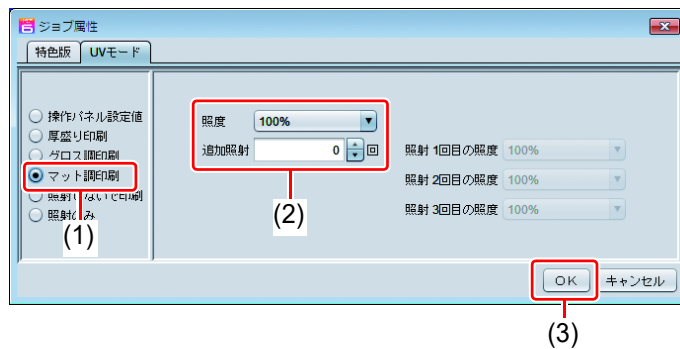 ジョブ属性
特色版 UVモード
操作パネル設定値
厚盛り印刷
グロス調印刷
マット調印刷
照射しないで印刷
照射のみ
(1)
照度 100%
追加照射 0 回
(2)
照射 1回目の照度 100%
照射 2回目の照度 100%
照射 3回目の照度 100%
OK キャンセル
(3)